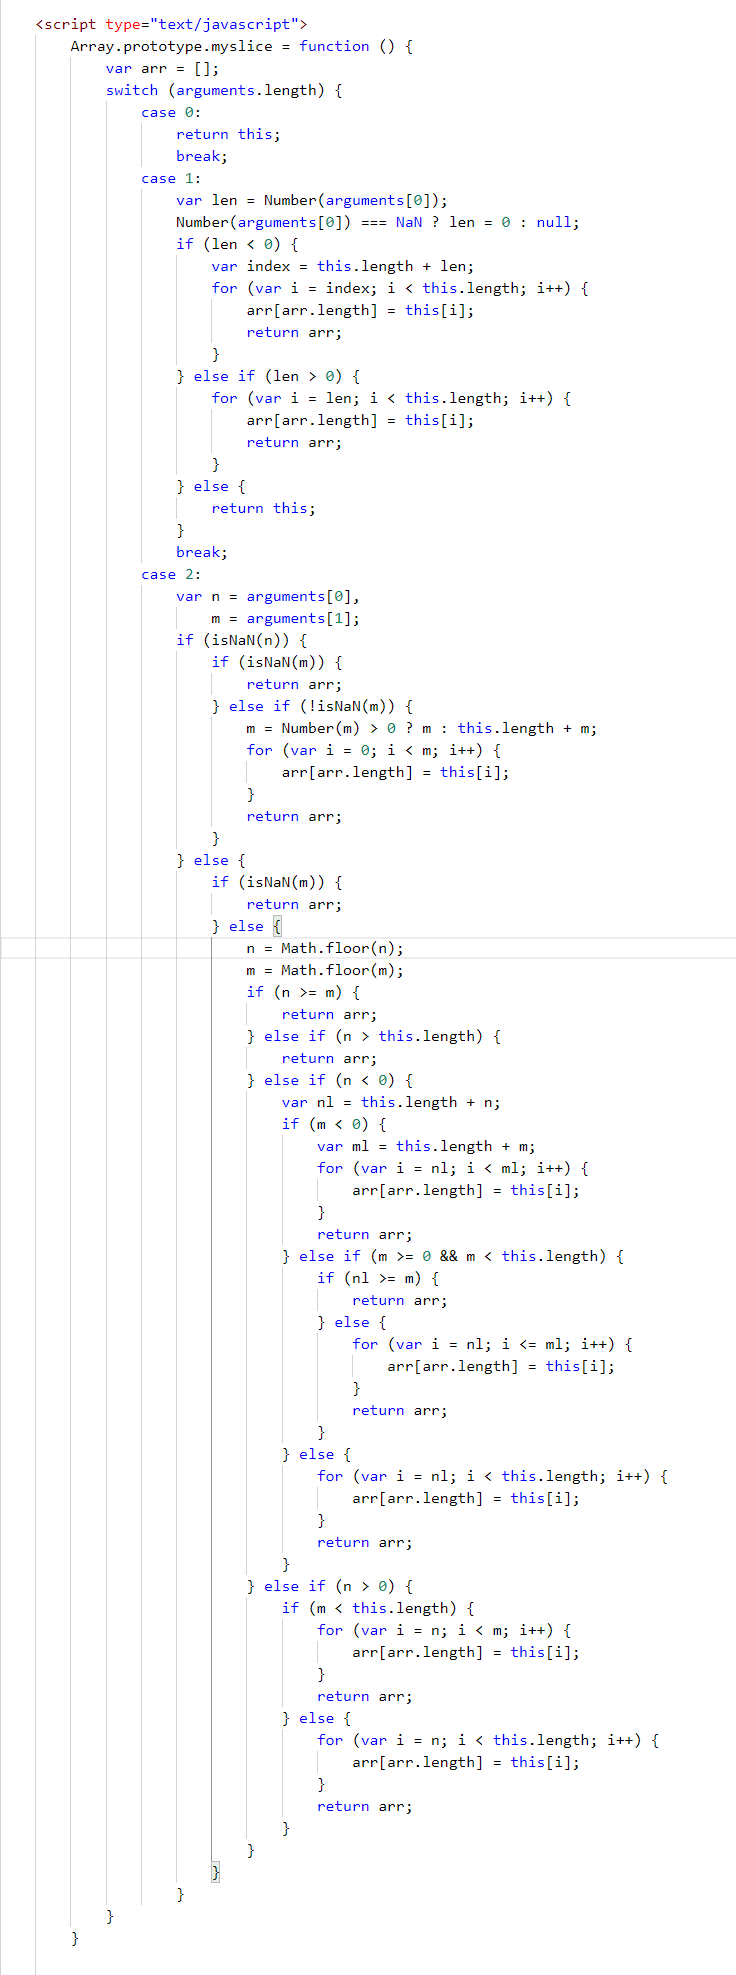 <script type="text/javascript">
Array.prototype.myslice = function () {
var arr = [];
switch (arguments.length) {
case 0:
return this;
break;
case 1:
var len = Number(arguments[0]);
Number(arguments[0]) === NaN ? len = 0 : null;
if (len < 0) {
var index = this.length + len;
for (var i = index; i < this.length; i++) {
arr[arr.length] = this[i];
return arr;
}
} else if (len > 0) {
for (var i = len; i < this.length; i++) {
arr[arr.length] = this[i];
return arr;
}
} else {
return this;
}
break;
case 2:
var n = arguments[0],
m = arguments[1];
if (isNaN(n)) {
if (isNaN(m)) {
return arr;
} else if (!isNaN(m)) {
m = Number(m) > 0 ? m : this.length + m;
for (var i = 0; i < m; i++) {
arr[arr.length] = this[i];
}
return arr;
}
} else {
if (isNaN(m)) {
return arr;
} else {
n = Math.floor(n);
m = Math.floor(m);
if (n >= m) {
return arr;
} else if (n > this.length) {
return arr;
} else if (n < 0) {
var nl = this.length + n;
if (m < 0) {
var ml = this.length + m;
for (var i = nl; i < ml; i++) {
arr[arr.length] = this[i];
}
return arr;
} else if (m >= 0 && m < this.length) {
if (nl >= m) {
return arr;
} else {
for (var i = nl; i <= ml; i++) {
arr[arr.length] = this[i];
}
return arr;
}
} else {
for (var i = nl; i < this.length; i++) {
arr[arr.length] = this[i];
}
return arr;
}
} else if (n > 0) {
if (m < this.length) {
for (var i = n; i < m; i++) {
arr[arr.length] = this[i];
}
return arr;
} else {
for (var i = n; i < this.length; i++) {
arr[arr.length] = this[i];
}
return arr;
}
}
}
}
}
}